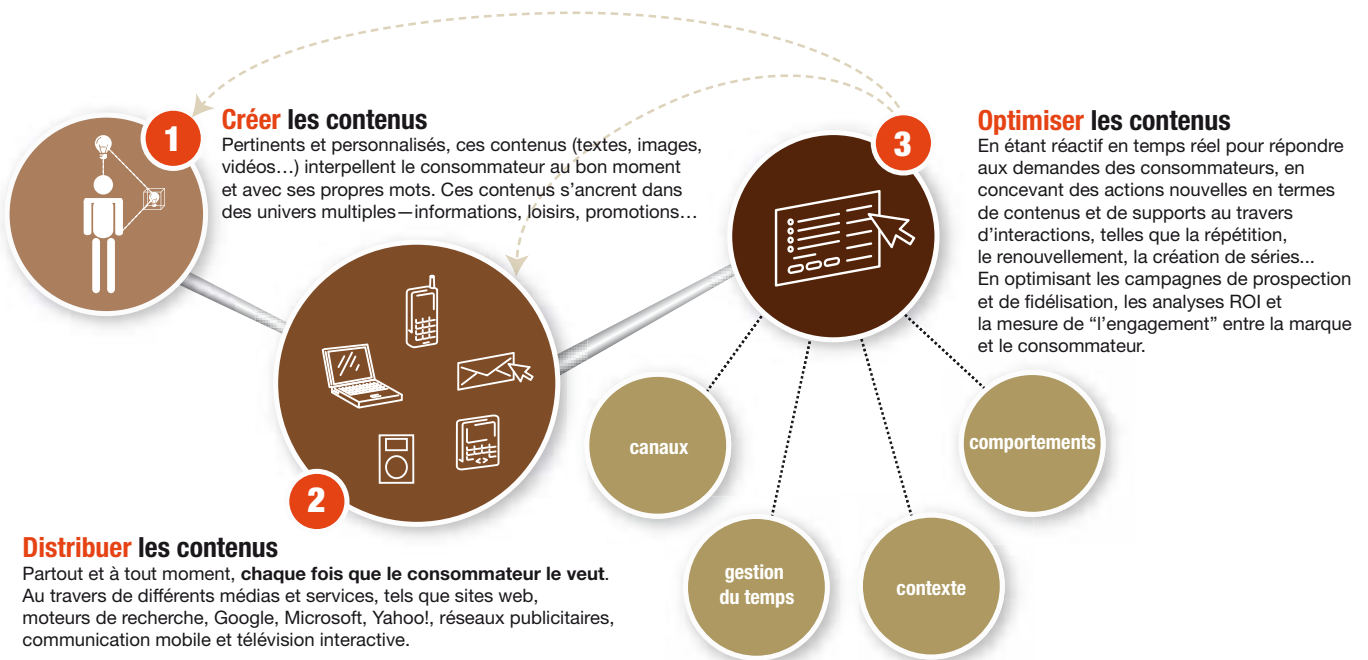 1
Créer les contenus
Pertinents et personnalisés, ces contenus (textes, images,
vidéos…) interpellent le consommateur au bon moment
et avec ses propres mots. Ces contenus s’ancrent dans
des univers multiples—informations, loisirs, promotions…
2
Distribuer les contenus
Partout et à tout moment, chaque fois que le consommateur le veut.
Au travers de différents médias et services, tels que sites web,
moteurs de recherche, Google, Microsoft, Yahoo!, réseaux publicitaires,
communication mobile et télévision interactive.
3
Optimiser les contenus
En étant réactif en temps réel pour répondre
aux demandes des consommateurs, en
concevant des actions nouvelles en termes
de contenus et de supports au travers
d’interactions, telles que la répétition,
le renouvellement, la création de séries...
En optimisant les campagnes de prospection
et de fidélisation, les analyses ROI et
la mesure de “l’engagement” entre la marque
et le consommateur.
canaux
gestion
du temps
contexte
comportements